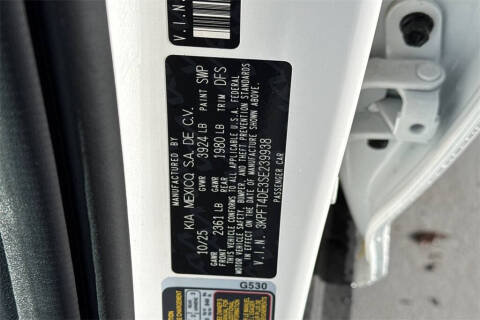 V.I.N.
MANUFACTURED BY
KIA MEXICO, S.A. DE C.V.
10/25 GVWR 3924 LB PAINT SWP
GAWR FRONT 2361 LB GAWR REAR 1980 LB TRIM DFS
THIS VEHICLE CONFORMS TO ALL APPLICABLE U.S.A. FEDERAL
MOTOR VEHICLE SAFETY, BUMPER, AND THEFT PREVENTION STANDARDS
IN EFFECT ON THE DATE OF MANUFACTURE SHOWN ABOVE.
V.I.N. 3KPFT4DE3SE239938
PASSENGER CAR
G530